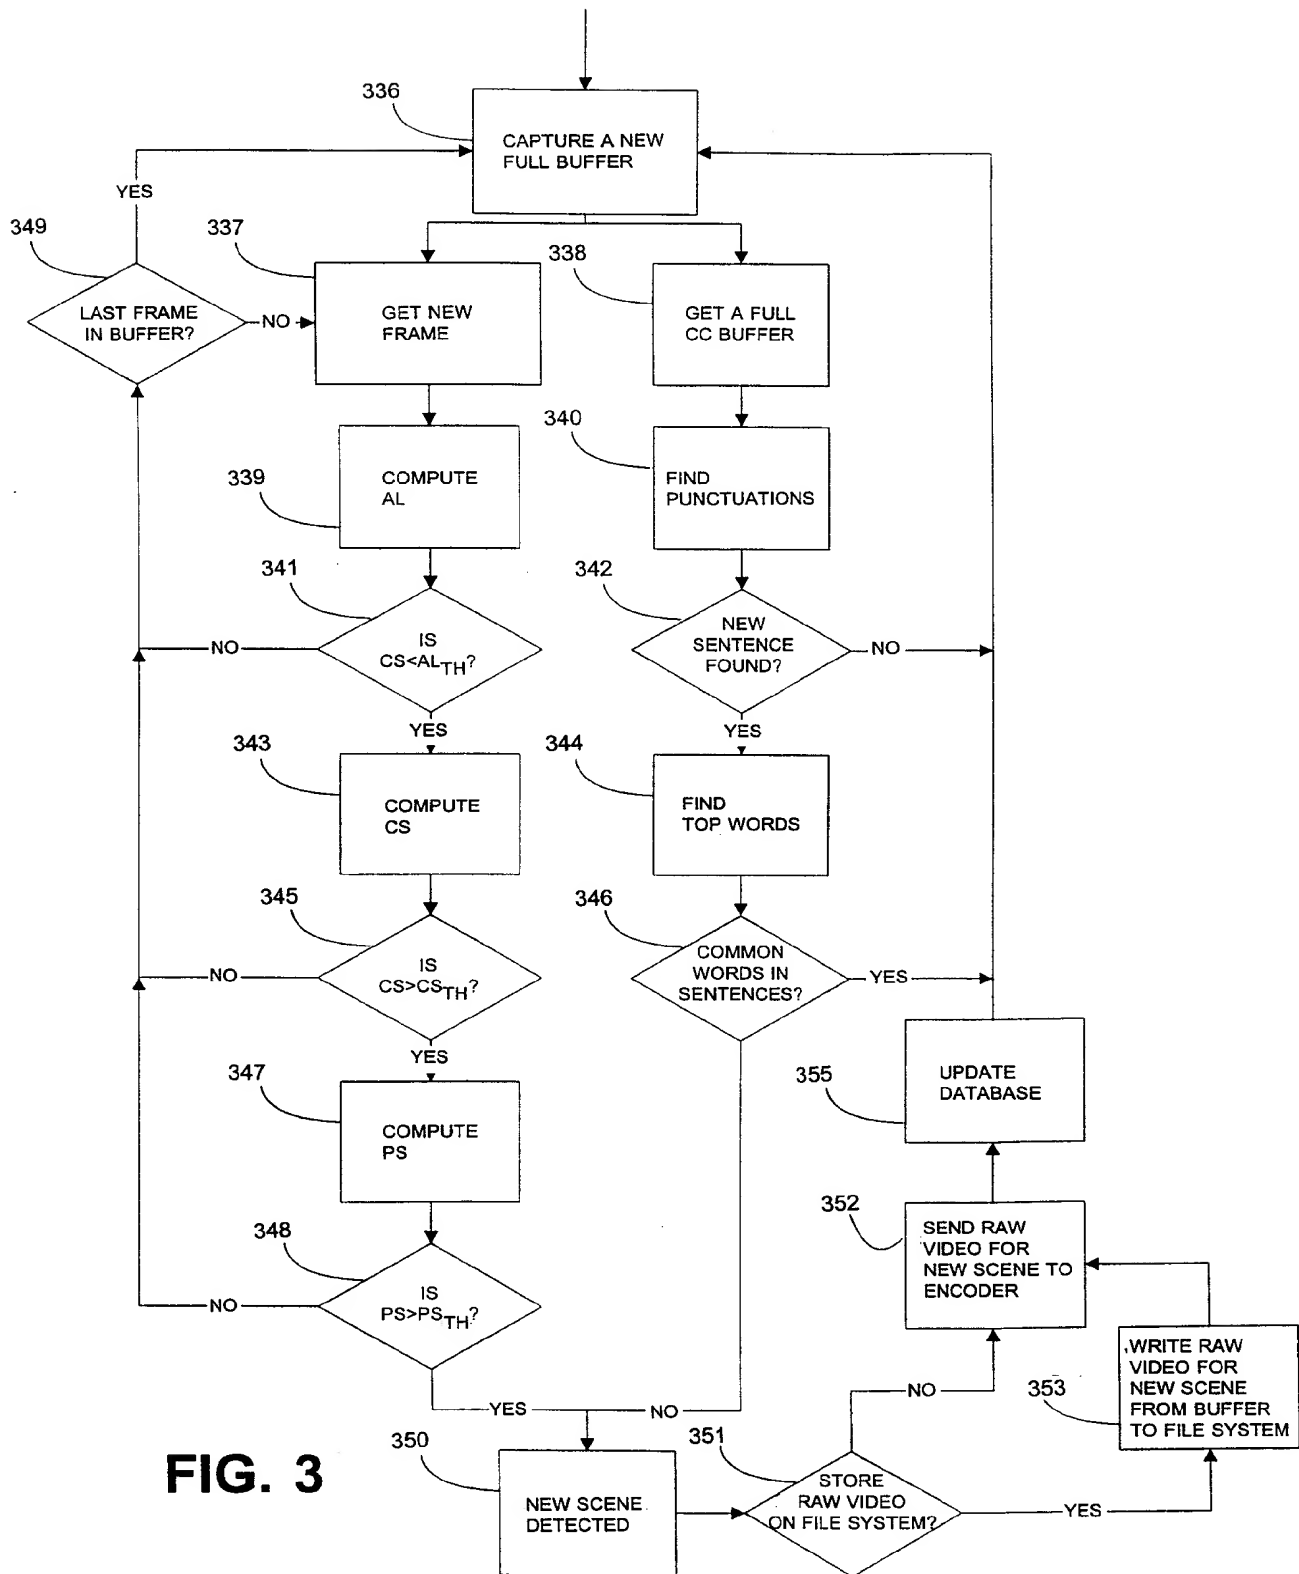 336
CAPTURE A NEW
FULL BUFFER
YES
349
LAST FRAME
IN BUFFER?
NO
337
GET NEW
FRAME
338
GET A FULL
CC BUFFER
339
COMPUTE
AL
340
FIND
PUNCTUATIONS
341
IS
CS<ALTH?
NO
YES
342
NEW
SENTENCE
FOUND?
NO
YES
343
COMPUTE
CS
344
FIND
TOP WORDS
345
IS
CS>CSTH?
NO
YES
346
COMMON
WORDS IN
SENTENCES?
YES
347
COMPUTE
PS
355
UPDATE
DATABASE
348
IS
PS>PSTH?
NO
YES
NO
352
SEND RAW
VIDEO FOR
NEW SCENE TO
ENCODER
353
WRITE RAW
VIDEO FOR
NEW SCENE
FROM BUFFER
TO FILE SYSTEM
NO
350
NEW SCENE
DETECTED
351
STORE
RAW VIDEO
ON FILE SYSTEM?
YES
FIG. 3